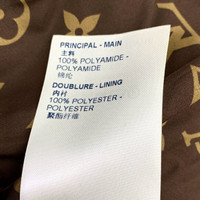 PRINCIPAL - MAIN
主料
100% POLYAMIDE -
POLYAMIDE
锦纶
DOUBLURE - LINING
内衬
100% POLYESTER -
POLYESTER
聚酯纤维